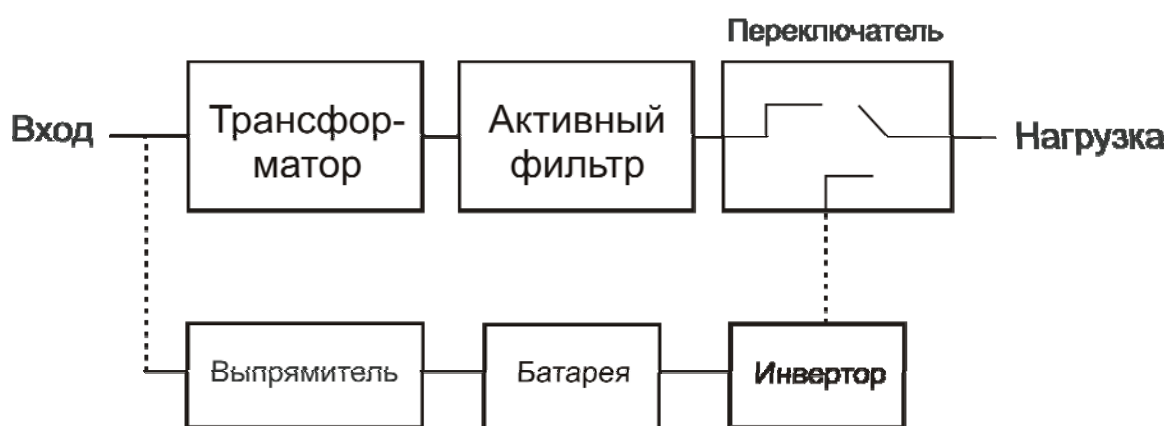 Переключатель
Вход
Трансфор-
матор
Активный
фильтр
Нагрузка
Выпрямитель
Батарея
Инвертор